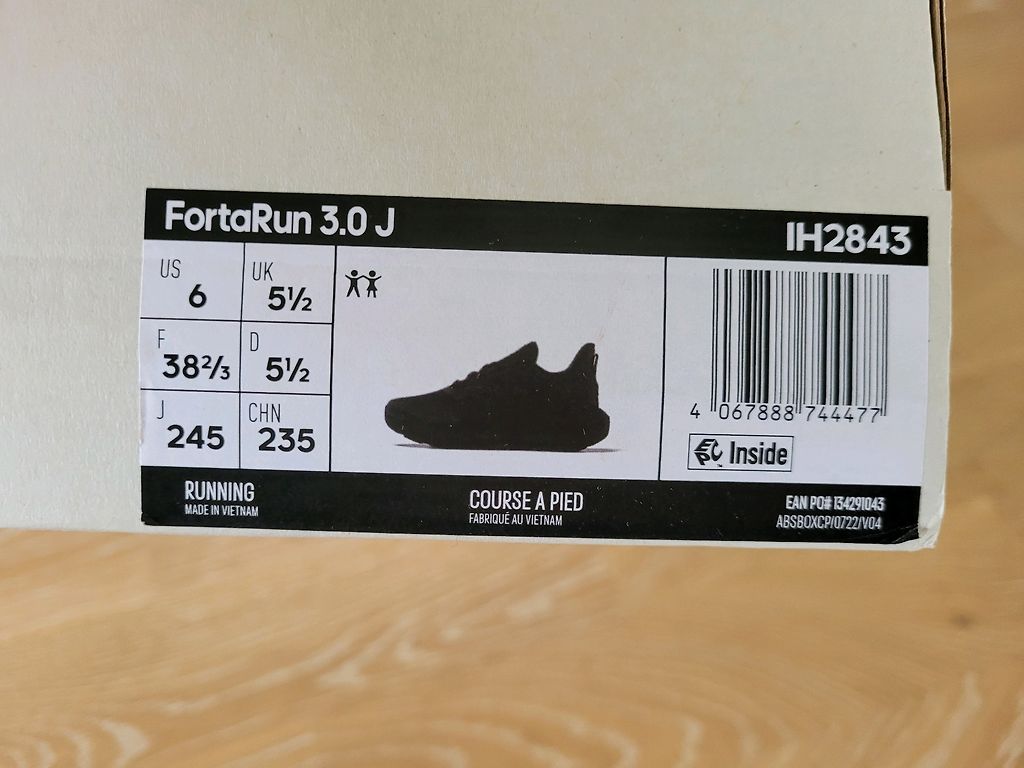 FortaRun 3.0 J
IH2843
US
6
UK
5½
F
38⅔
D
5½
J
245
CHN
235
4 067888 744477
EPC™ Inside
RUNNING
MADE IN VIETNAM
COURSE A PIED
FABRIQUÉ AU VIETNAM
EAN PO# 134291043
ABSBOXCP/0722/V04